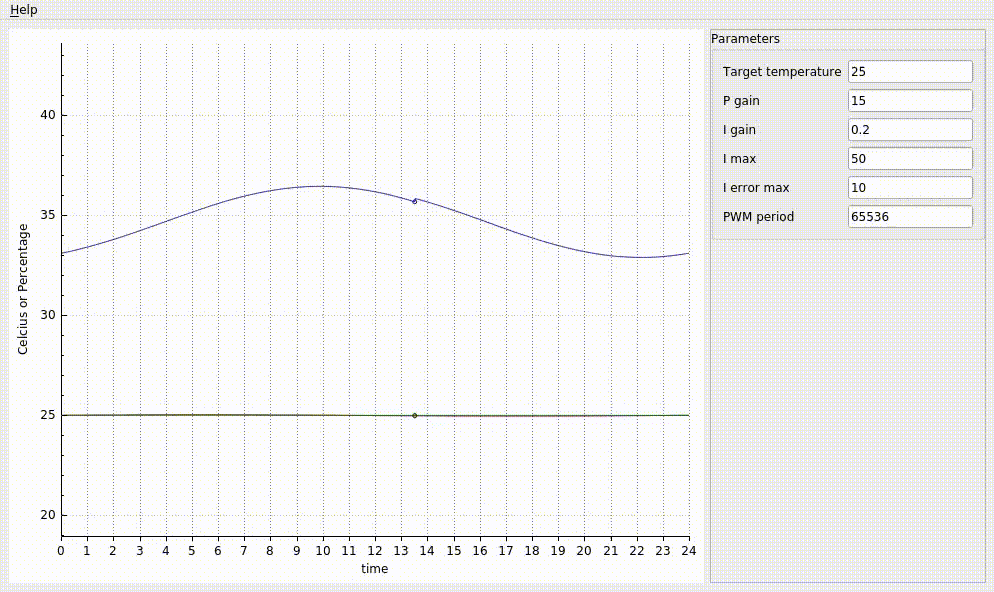 Help
Parameters
Target temperature 25
P gain 15
I gain 0.2
I max 50
I error max 10
PWM period 65536
Celcius or Percentage
40
35
30
25
20
0 1 2 3 4 5 6 7 8 9 10 11 12 13 14 15 16 17 18 19 20 21 22 23 24
time